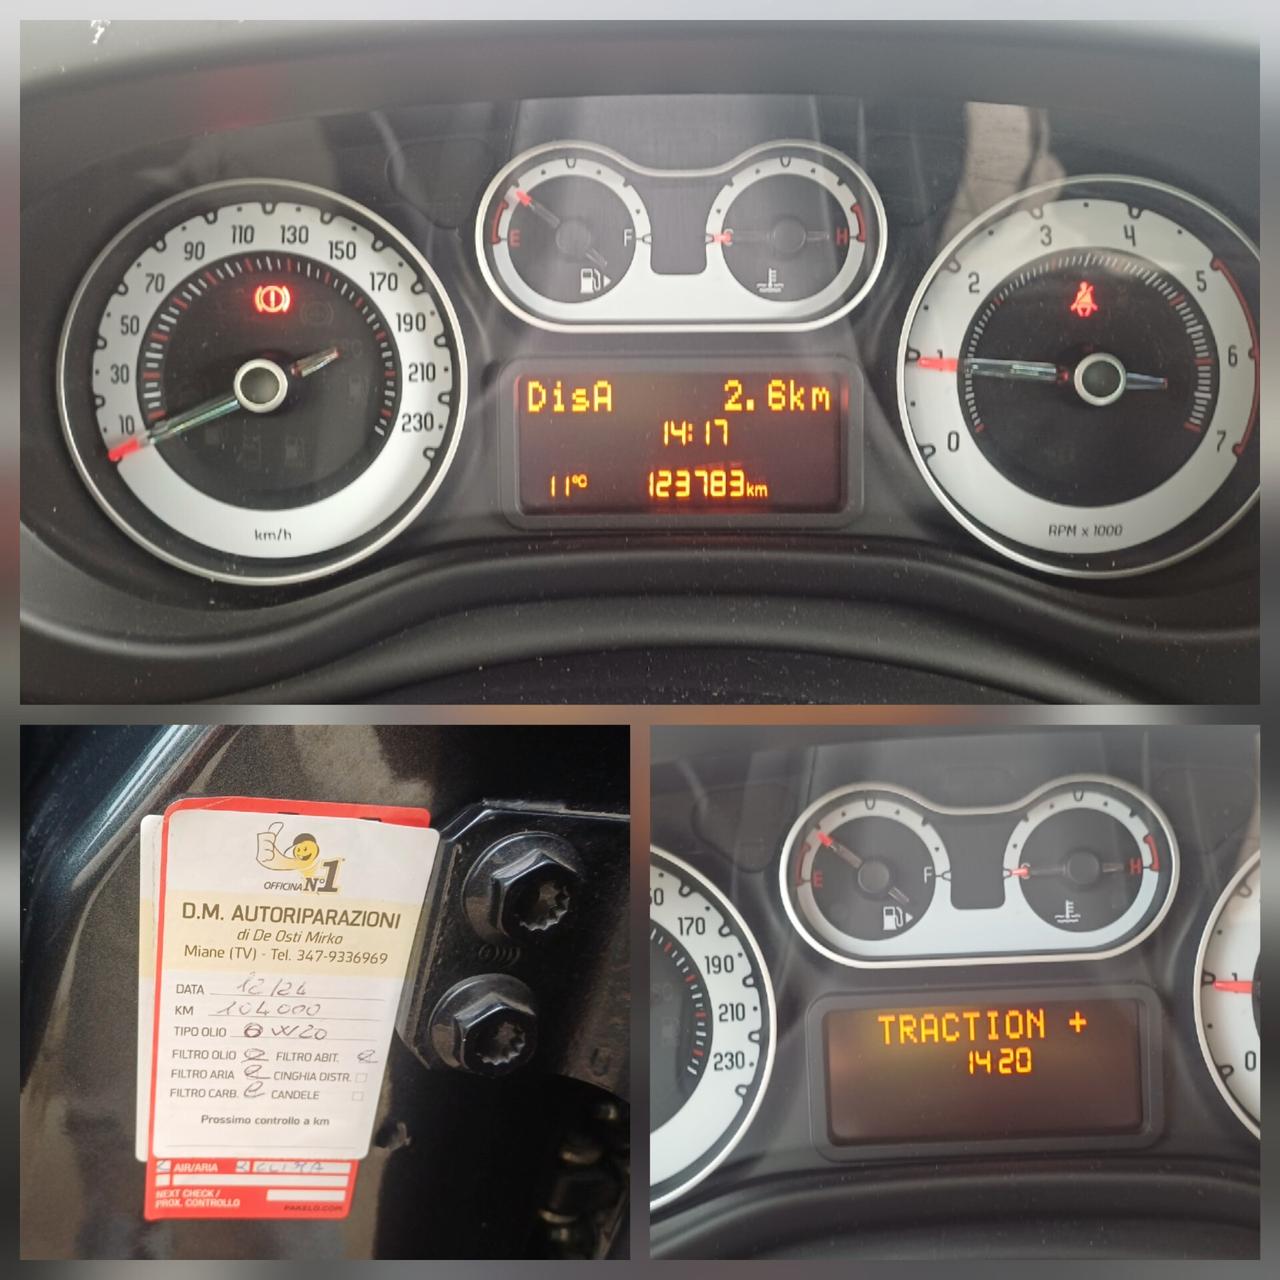 10 30 50 70 90 110 130 150 170 190 210 230
km/h
E F
C H
DisA 2.6km
14:17
11°C 123783km
0 1 2 3 4 5 6 7
RPM x 1000
OFFICINA N°1
D.M. AUTORIPARAZIONI
di De Osti Mirko
Miane (TV) - Tel. 347-9336969
DATA 12/24
KM 104000
TIPO OLIO 0W20
FILTRO OLIO FILTRO ABIT.
FILTRO ARIA CINGHIA DISTR.
FILTRO CARB. CANDELE
Prossimo controllo a km
AIR/ARIA
NEXT CHECK /
PROX. CONTROLLO
PAKELO.COM
170
190
210
230
E F
C H
TRACTION +
14 20
1
0